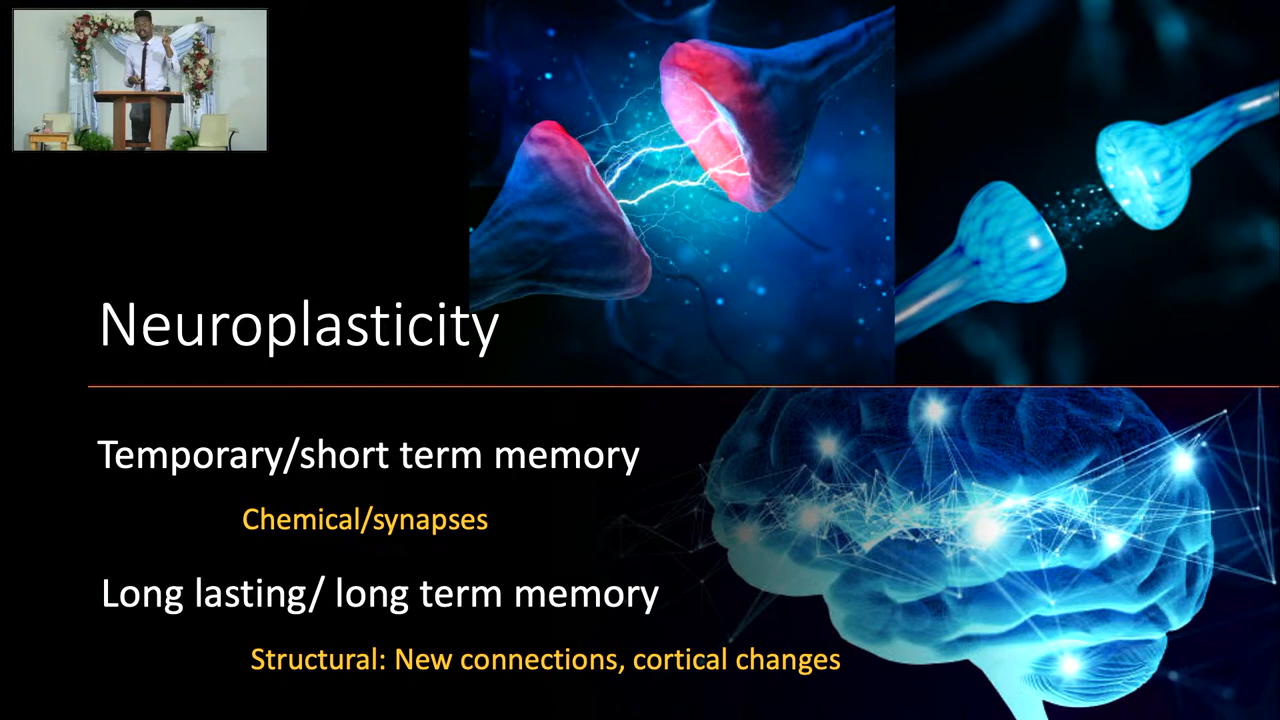 Neuroplasticity
Temporary/short term memory
Chemical/synapses
Long lasting/ long term memory
Structural: New connections, cortical changes